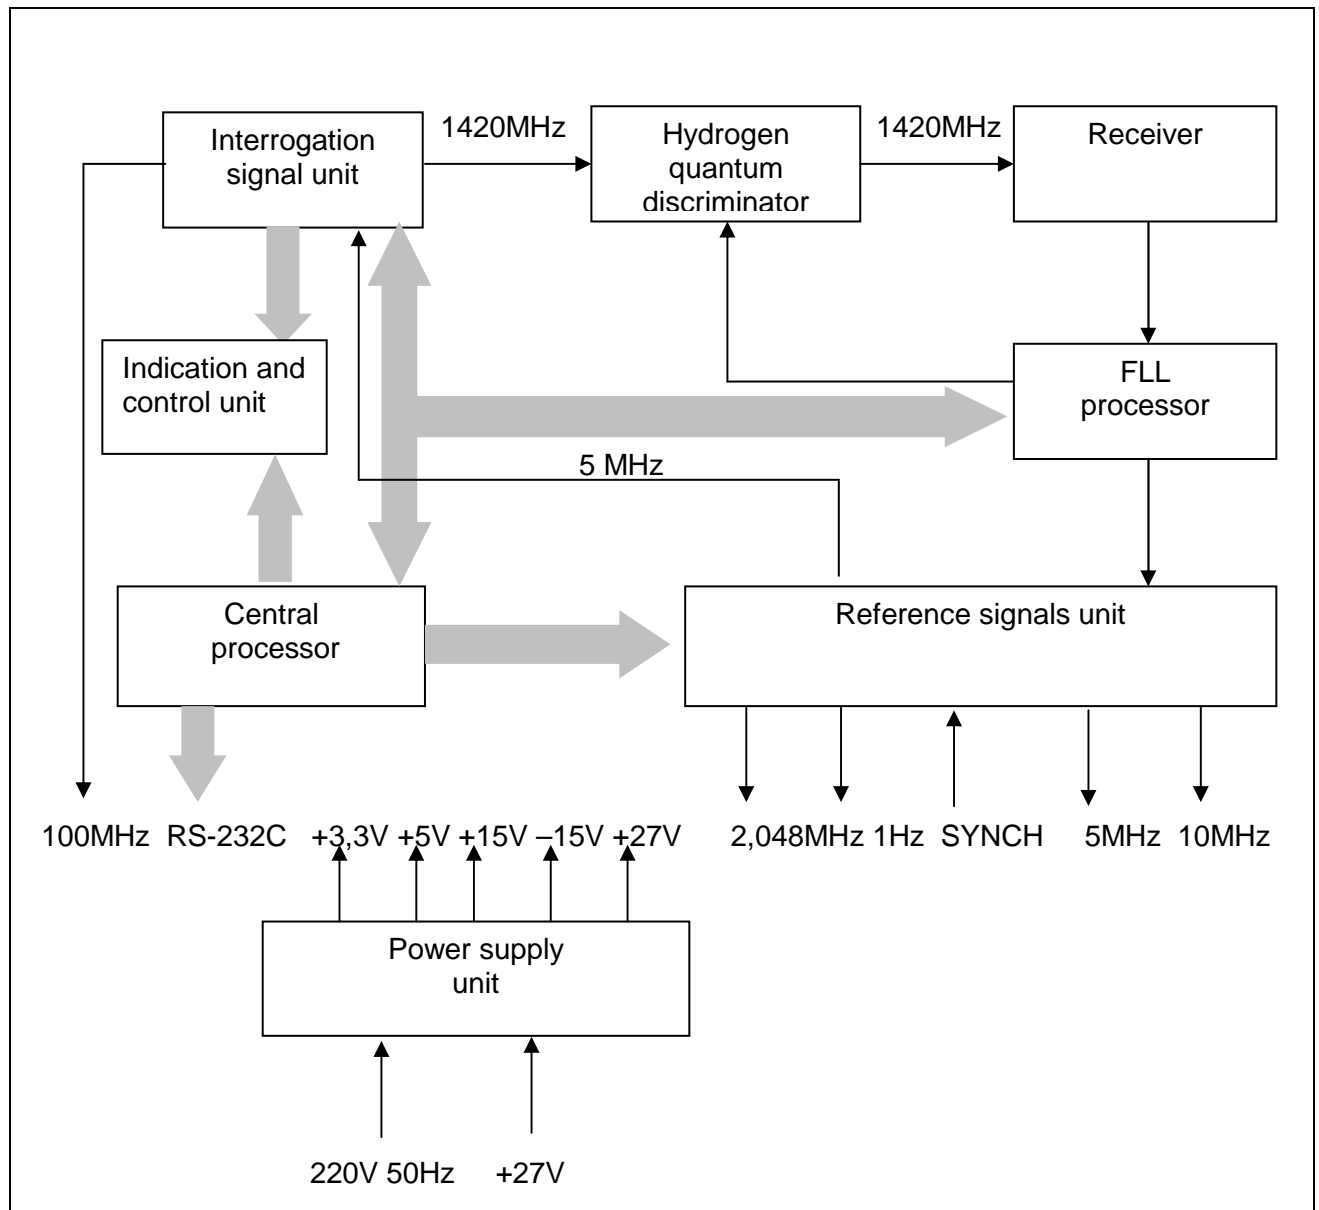 Interrogation
signal unit
1420MHz
Hydrogen
quantum
discriminator
1420MHz
Receiver
Indication and
control unit
FLL
processor
5 MHz
Central
processor
Reference signals unit
100MHz RS-232C +3,3V +5V +15V –15V +27V 2,048MHz 1Hz SYNCH 5MHz 10MHz
Power supply
unit
220V 50Hz +27V